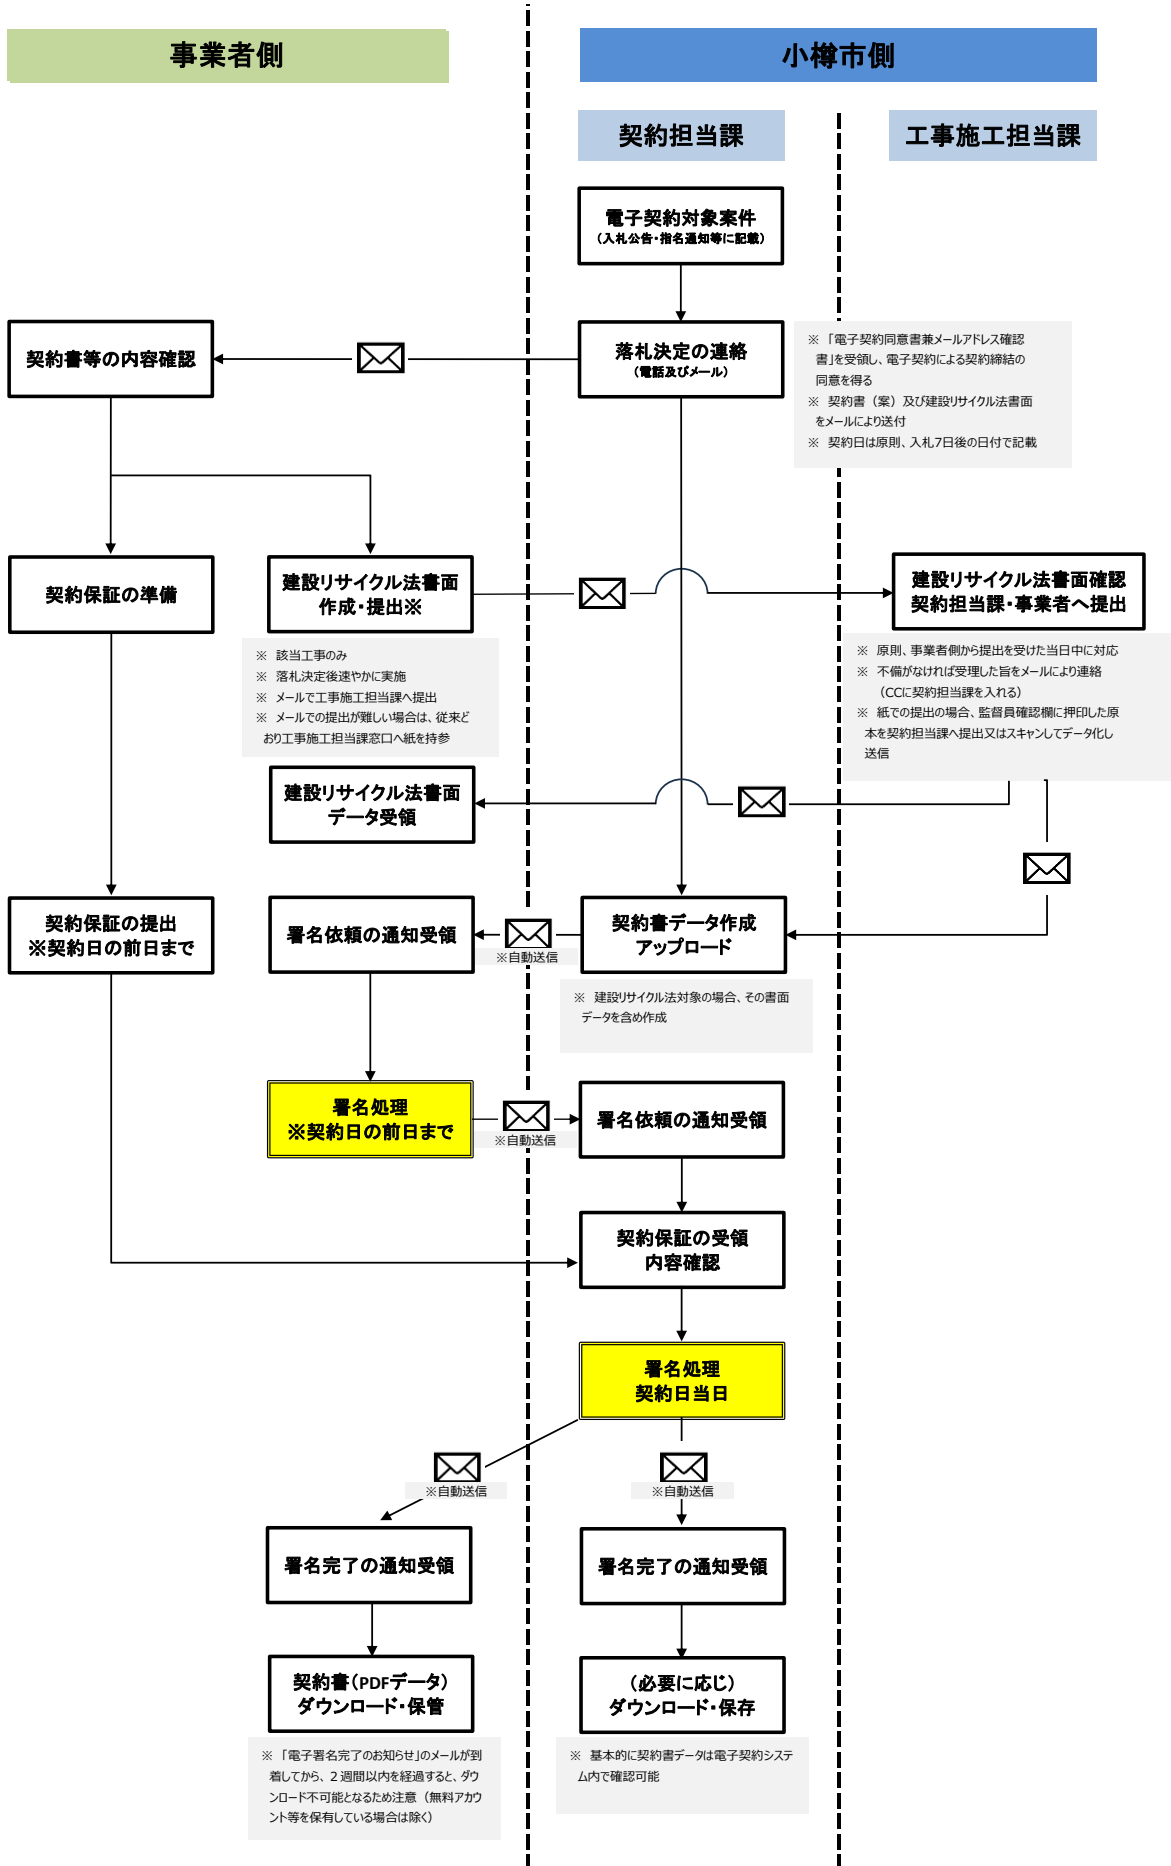 事業者側
小樽市側
契約担当課
工事施工担当課
電子契約対象案件
（入札公告・指名通知等に記載）
契約書等の内容確認
落札決定の連絡
（電話及びメール）
※ 「電子契約同意書兼メールアドレス確認
書」を受領し、電子契約による契約締結の
同意を得る
※ 契約書（案）及び建設リサイクル法書面
をメールにより送付
※ 契約日は原則、入札7日後の日付で記載
契約保証の準備
建設リサイクル法書面
作成・提出※
※ 該当工事のみ
※ 落札決定後速やかに実施
※ メールで工事施工担当課へ提出
※ メールでの提出が難しい場合は、従来ど
おり工事施工担当課窓口へ紙を持参
建設リサイクル法書面確認
契約担当課・事業者へ提出
※ 原則、事業者側から提出を受けた当日中に対応
※ 不備がなければ受理した旨をメールにより連絡
（CCに契約担当課を入れる）
※ 紙での提出の場合、監督員確認欄に押印した原
本を契約担当課へ提出又はスキャンしてデータ化し
送信
建設リサイクル法書面
データ受領
契約保証の提出
※契約日の前日まで
署名依頼の通知受領
※自動送信
契約書データ作成
アップロード
※ 建設リサイクル法対象の場合、その書面
データを含め作成
署名処理
※契約日の前日まで
※自動送信
署名依頼の通知受領
契約保証の受領
内容確認
署名処理
契約日当日
※自動送信
※自動送信
署名完了の通知受領
署名完了の通知受領
契約書（PDFデータ）
ダウンロード・保管
（必要に応じ）
ダウンロード・保存
※ 「電子署名完了のお知らせ」のメールが到
着してから、２週間以内を経過すると、ダウ
ンロード不可能となるため注意（無料アカウ
ント等を保有している場合は除く）
※ 基本的に契約書データは電子契約システ
ム内で確認可能